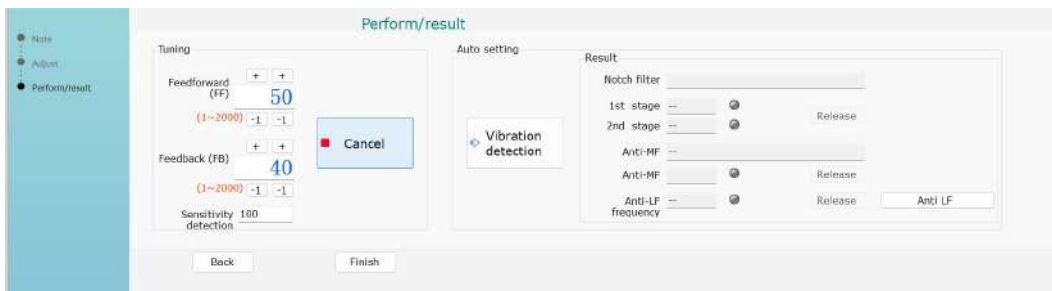 Perform/result
Note
Adjust
Perform/result
Tuning
Feedforward
(FF)
+ +
50
(1~2000) -1 -1
Feedback (FB)
+ +
40
(1~2000) -1 -1
Sensitivity 100
detection
Cancel
Auto setting
Vibration
detection
Result
Notch filter
1st stage --
2nd stage --
Release
Anti-MF --
Anti-MF Release
Anti-LF -- Release Anti LF
frequency
Back Finish